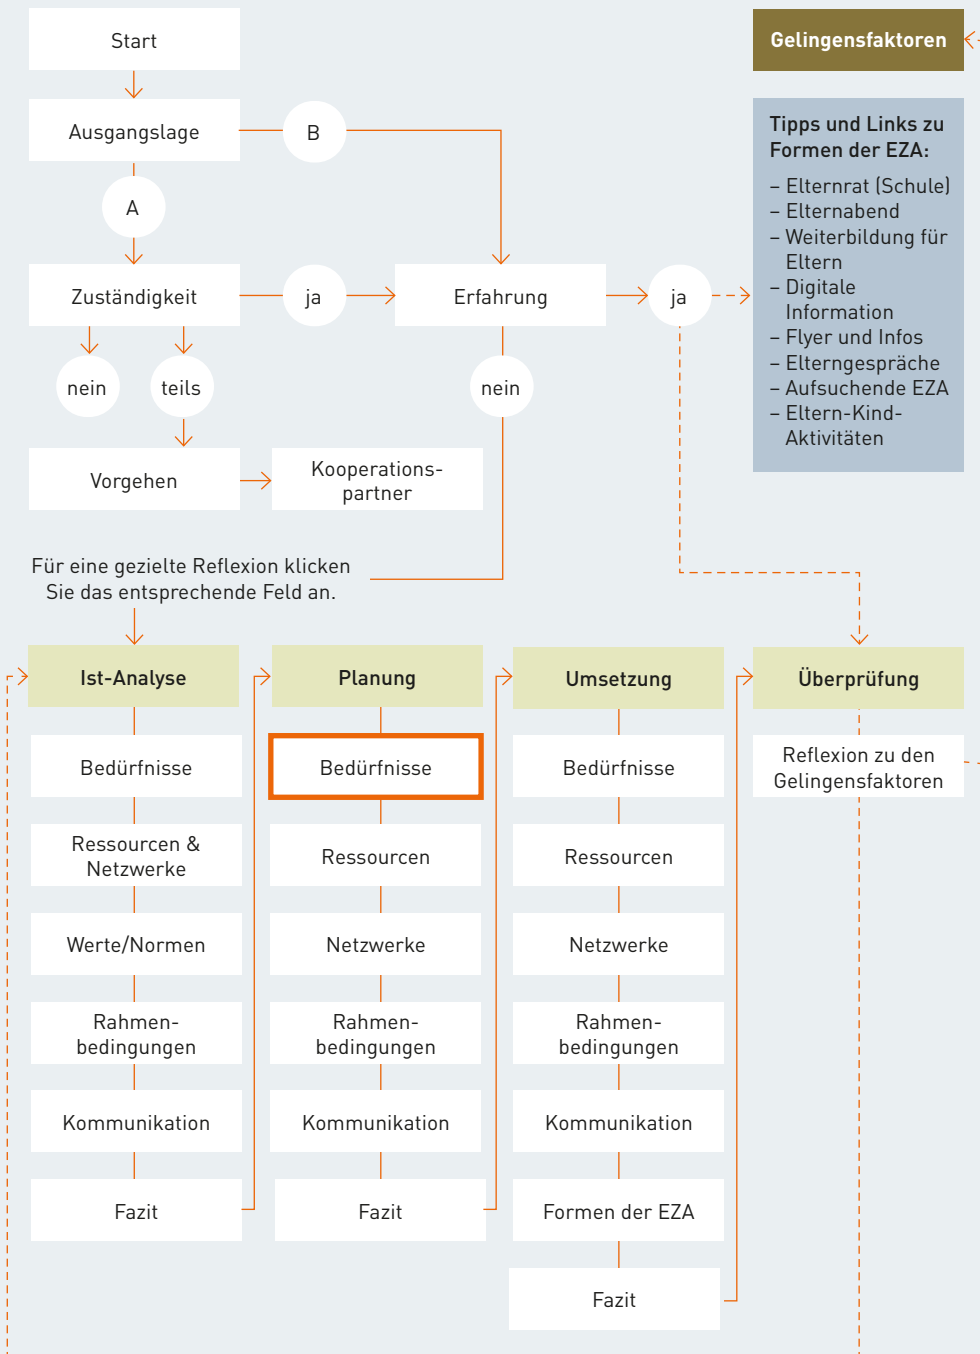 Start
Gelingensfaktoren
Ausgangslage
B
A
Tipps und Links zu
Formen der EZA:
– Elternrat (Schule)
– Elternabend
– Weiterbildung für
Eltern
– Digitale
Information
– Flyer und Infos
– Elterngespräche
– Aufsuchende EZA
– Eltern-Kind-
Aktivitäten
Zuständigkeit
ja
Erfahrung
ja
nein
teils
nein
Vorgehen
Kooperations-
partner
Für eine gezielte Reflexion klicken
Sie das entsprechende Feld an.
Ist-Analyse
Bedürfnisse
Ressourcen &
Netzwerke
Werte/Normen
Rahmen-
bedingungen
Kommunikation
Fazit
Planung
Bedürfnisse
Ressourcen
Netzwerke
Rahmen-
bedingungen
Kommunikation
Fazit
Umsetzung
Bedürfnisse
Ressourcen
Netzwerke
Rahmen-
bedingungen
Kommunikation
Formen der EZA
Fazit
Überprüfung
Reflexion zu den
Gelingensfaktoren